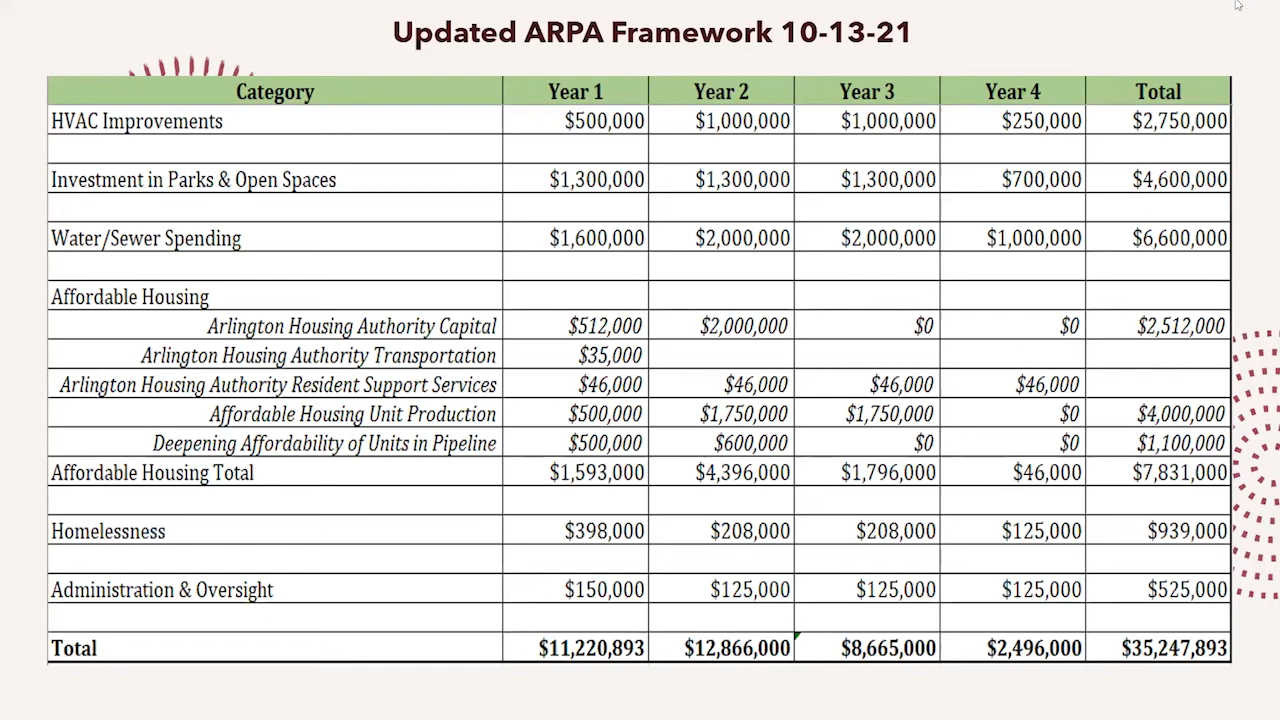 Updated ARPA Framework 10-13-21
Category Year 1 Year 2 Year 3 Year 4 Total
HVAC Improvements $500,000 $1,000,000 $1,000,000 $250,000 $2,750,000
Investment in Parks & Open Spaces $1,300,000 $1,300,000 $1,300,000 $700,000 $4,600,000
Water/Sewer Spending $1,600,000 $2,000,000 $2,000,000 $1,000,000 $6,600,000
Affordable Housing
Arlington Housing Authority Capital $512,000 $2,000,000 $0 $0 $2,512,000
Arlington Housing Authority Transportation $35,000
Arlington Housing Authority Resident Support Services $46,000 $46,000 $46,000 $46,000
Affordable Housing Unit Production $500,000 $1,750,000 $1,750,000 $0 $4,000,000
Deepening Affordability of Units in Pipeline $500,000 $600,000 $0 $0 $1,100,000
Affordable Housing Total $1,593,000 $4,396,000 $1,796,000 $46,000 $7,831,000
Homelessness $398,000 $208,000 $208,000 $125,000 $939,000
Administration & Oversight $150,000 $125,000 $125,000 $125,000 $525,000
Total $11,220,893 $12,866,000 $8,665,000 $2,496,000 $35,247,893